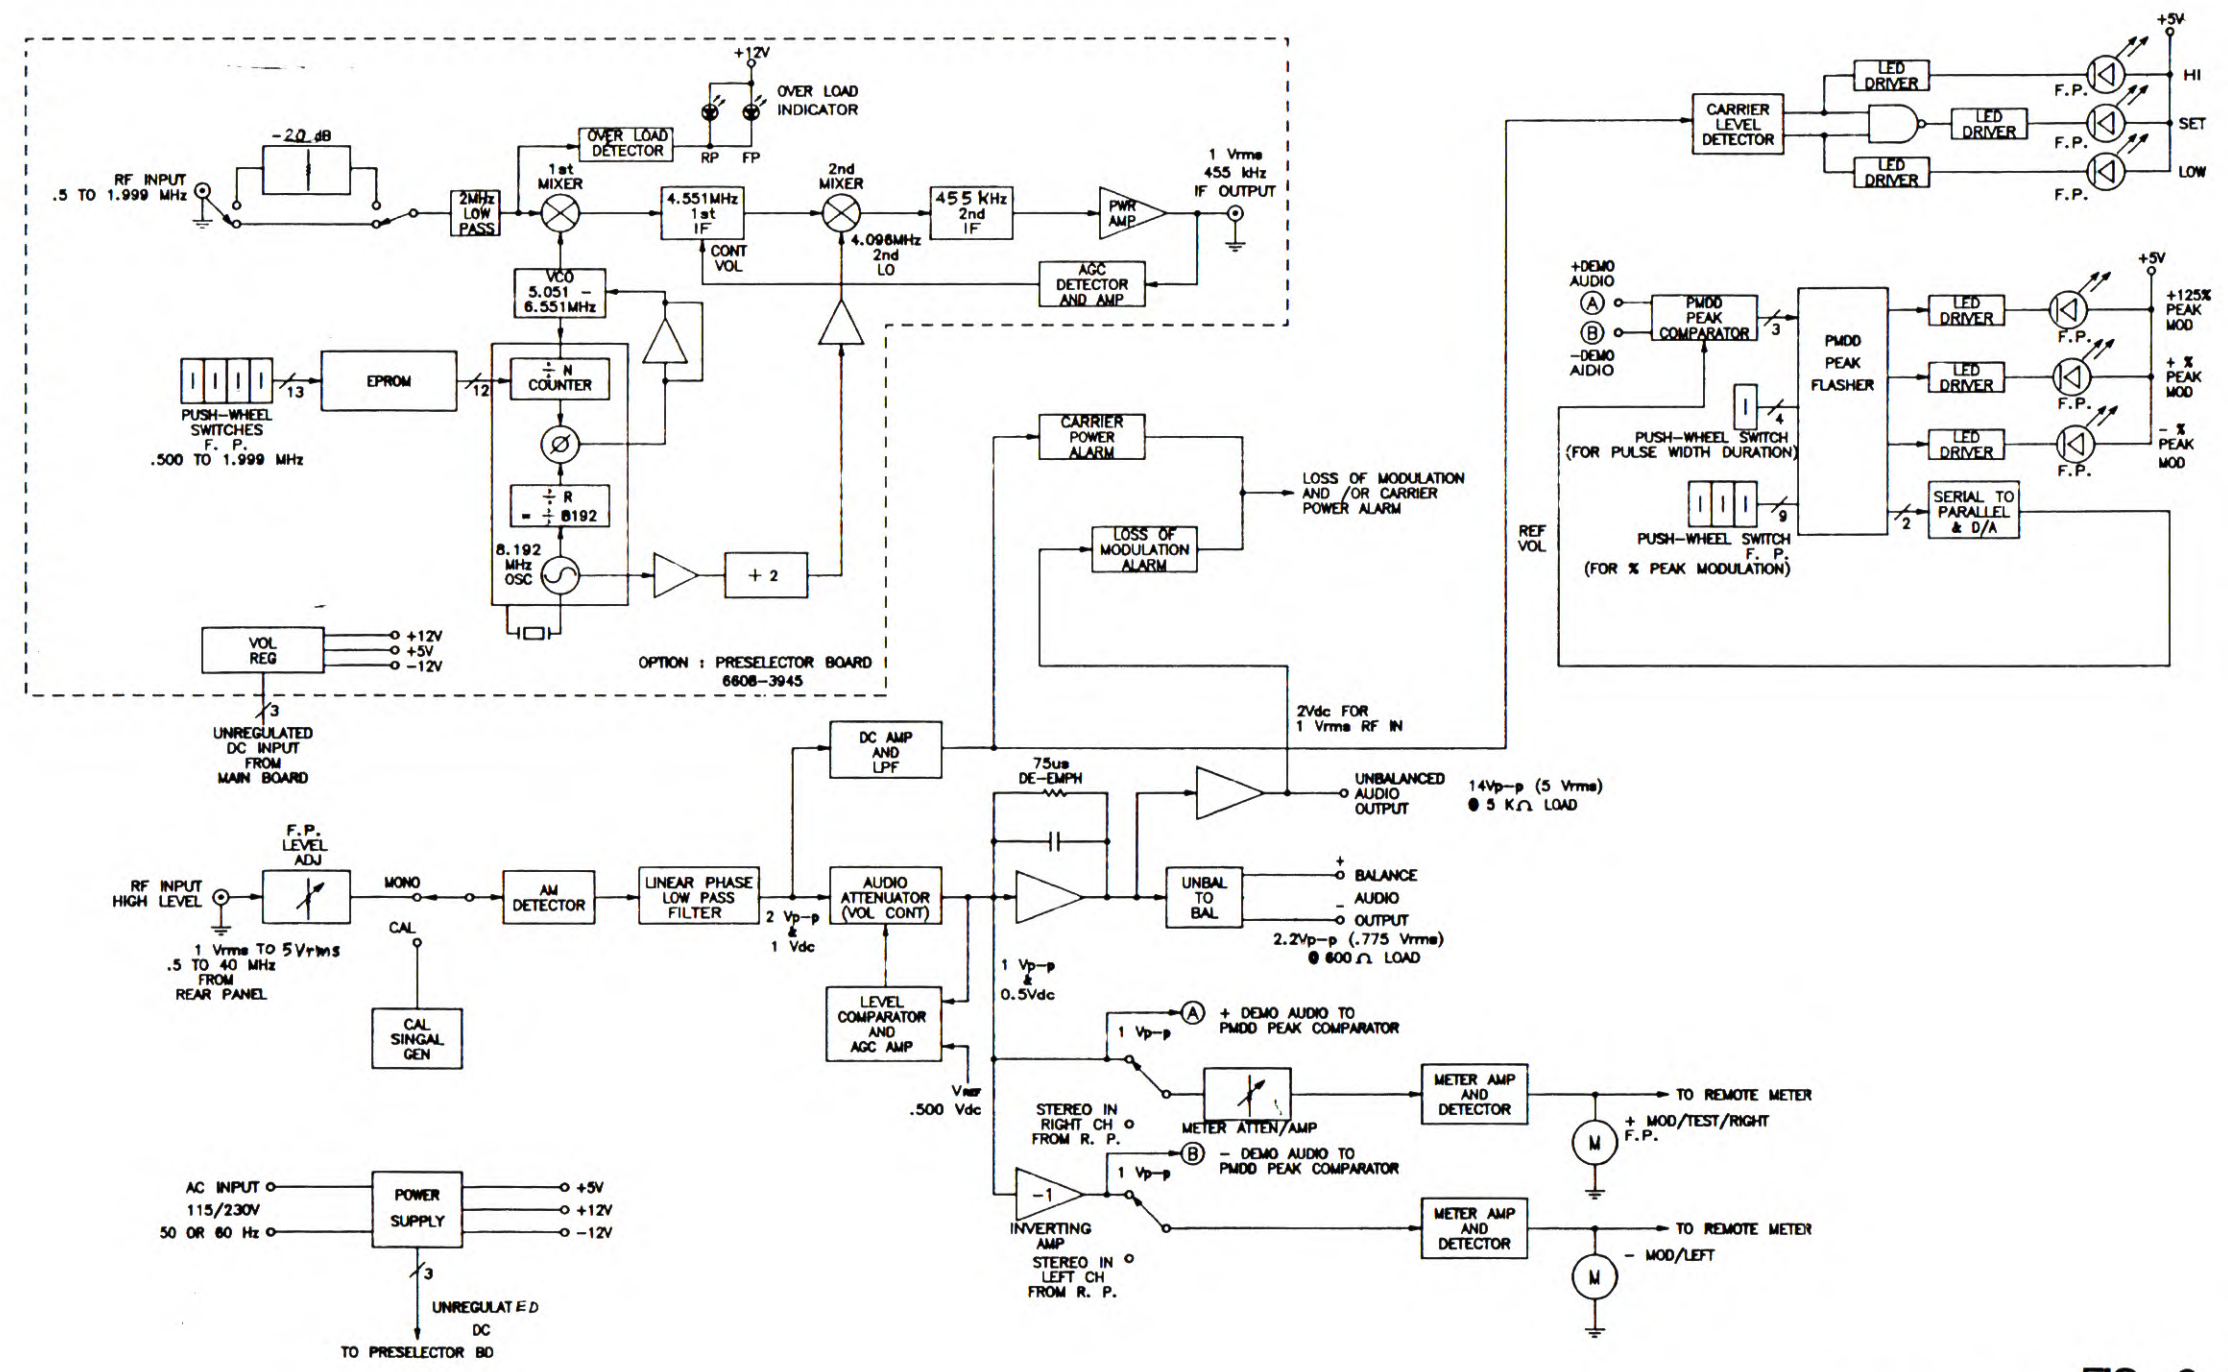 +12V
OVER LOAD
INDICATOR
-20 dB
OVER LOAD
DETECTOR
RP
FP
1st
MIXER
2nd
MIXER
1 Vrms
455 kHz
IF OUTPUT
RF INPUT
.5 TO 1.999 MHz
2MHz
LOW
PASS
4.551MHz
1st
IF
455 kHz
2nd
IF
PWR
AMP
CONT
VOL
4.096MHz
2nd
LO
AGC
DETECTOR
AND AMP
VCO
5.051 -
6.551MHz
13
EPROM
12
÷ N
COUNTER
PUSH-WHEEL
SWITCHES
F. P.
.500 TO 1.999 MHz
Ø
÷ R
= ÷ 8192
8.192
MHz
OSC
÷ 2
VOL
REG
+12V
+5V
-12V
OPTION : PRESELECTOR BOARD
6608-3945
3
UNREGULATED
DC INPUT
FROM
MAIN BOARD
+5V
CARRIER
LEVEL
DETECTOR
LED
DRIVER
F.P.
HI
LED
DRIVER
F.P.
SET
LED
DRIVER
F.P.
LOW
+DEMO
AUDIO
A
B
-DEMO
AIDIO
PMDD
PEAK
COMPARATOR
3
PMDD
PEAK
FLASHER
4
PUSH-WHEEL SWITCH
(FOR PULSE WIDTH DURATION)
9
PUSH-WHEEL SWITCH
F. P.
(FOR % PEAK MODULATION)
+5V
LED
DRIVER
F.P.
+125%
PEAK
MOD
LED
DRIVER
F.P.
+ %
PEAK
MOD
LED
DRIVER
F.P.
- %
PEAK
MOD
2
SERIAL TO
PARALLEL
& D/A
REF
VOL
CARRIER
POWER
ALARM
LOSS OF
MODULATION
ALARM
LOSS OF MODULATION
AND /OR CARRIER
POWER ALARM
2Vdc FOR
1 Vrms RF IN
DC AMP
AND
LPF
75us
DE-EMPH
UNBALANCED
AUDIO
OUTPUT
14Vp-p (5 Vrms)
@ 5 KΩ LOAD
RF INPUT
HIGH LEVEL
F.P.
LEVEL
ADJ
MONO
CAL
AM
DETECTOR
LINEAR PHASE
LOW PASS
FILTER
2 Vp-p
&
1 Vdc
AUDIO
ATTENUATOR
(VOL CONT)
UNBAL
TO
BAL
+
BALANCE
AUDIO
-
OUTPUT
2.2Vp-p (.775 Vrms)
@ 600Ω LOAD
1 Vrms TO 5Vrms
.5 TO 40 MHz
FROM
REAR PANEL
CAL
SINGAL
GEN
LEVEL
COMPARATOR
AND
AGC AMP
VREF
.500 Vdc
1 Vp-p
&
0.5Vdc
A
+ DEMO AUDIO TO
PMDD PEAK COMPARATOR
1 Vp-p
STEREO IN
RIGHT CH
FROM R. P.
METER ATTEN/AMP
METER AMP
AND
DETECTOR
TO REMOTE METER
M
+ MOD/TEST/RIGHT
F.P.
B
- DEMO AUDIO TO
PMDD PEAK COMPARATOR
1 Vp-p
-1
INVERTING
AMP
STEREO IN
LEFT CH
FROM R. P.
METER AMP
AND
DETECTOR
TO REMOTE METER
M
- MOD/LEFT
AC INPUT
115/230V
50 OR 60 Hz
POWER
SUPPLY
+5V
+12V
-12V
3
UNREGULATED
DC
TO PRESELECTOR BD